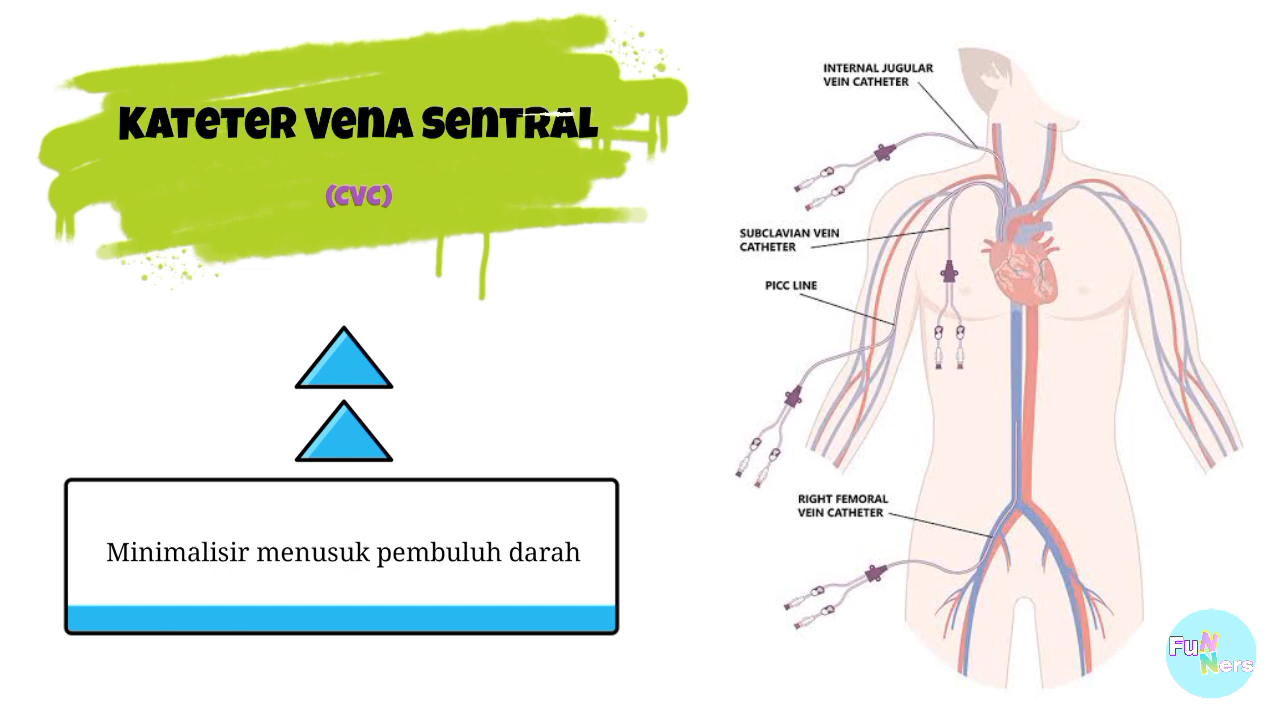 Kateter Vena Sentral
(CVC)
Minimalisir menusuk pembuluh darah
INTERNAL JUGULAR
VEIN CATHETER
SUBCLAVIAN VEIN
CATHETER
PICC LINE
RIGHT FEMORAL
VEIN CATHETER
FuN
Ners